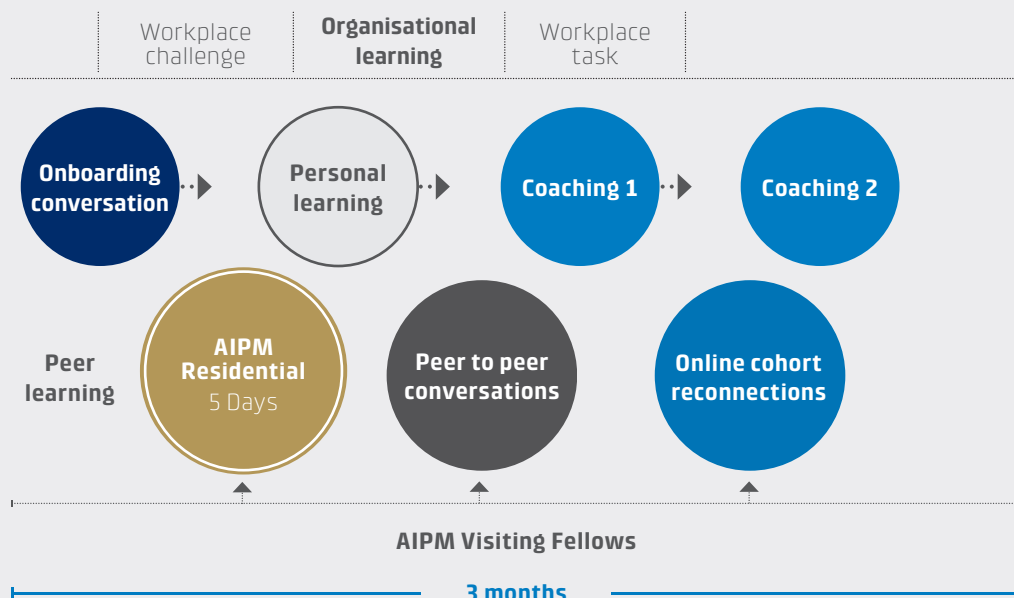 Workplace
challenge
Organisational
learning
Workplace
task
Onboarding
conversation
Personal
learning
Coaching 1
Coaching 2
Peer
learning
AIPM
Residential
5 Days
Peer to peer
conversations
Online cohort
reconnections
AIPM Visiting Fellows
3 months